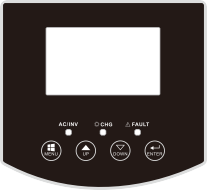 AC/INV CHG FAULT
MENU UP DOWN ENTER